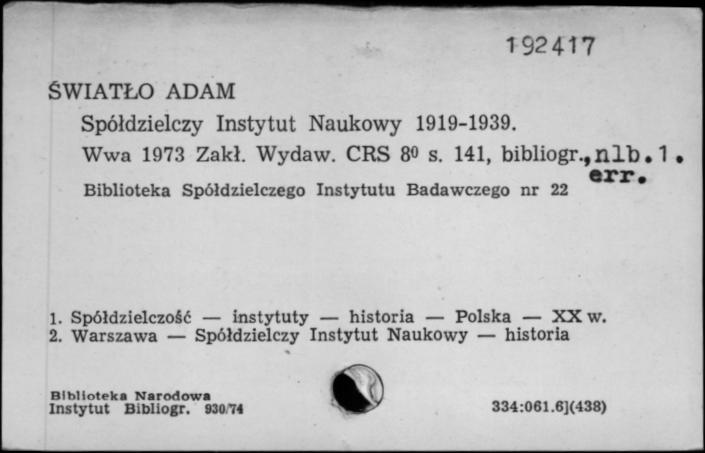 192417
ŚWIATŁO ADAM
Spółdzielczy Instytut Naukowy 1919-1939.
Wwa 1973 Zakł. Wydaw. CRS 8⁰ s. 141, bibliogr., nlb.1.
err.
Biblioteka Spółdzielczego Instytutu Badawczego nr 22
1. Spółdzielczość — instytuty — historia — Polska — XX w.
2. Warszawa — Spółdzielczy Instytut Naukowy — historia
Biblioteka Narodowa
Instytut Bibliogr. 930/74
334:061.6](438)